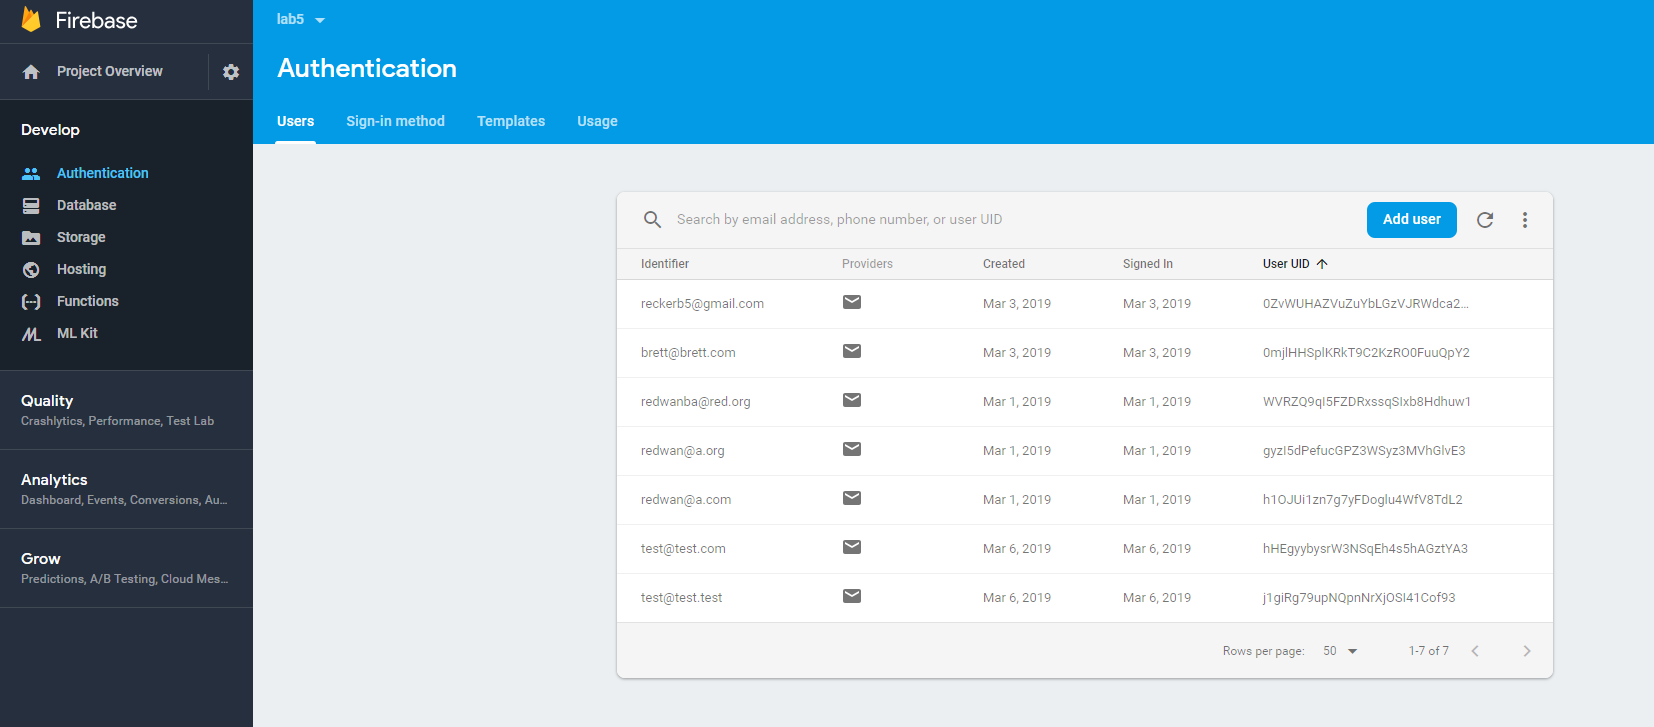 Firebase
Project Overview
Develop
Authentication
Database
Storage
Hosting
Functions
ML Kit
Quality
Crashlytics, Performance, Test Lab
Analytics
Dashboard, Events, Conversions, Au...
Grow
Predictions, A/B Testing, Cloud Mes...
lab5
Authentication
Users Sign-in method Templates Usage
Search by email address, phone number, or user UID Add user
Identifier Providers Created Signed In User UID
reckerb5@gmail.com Mar 3, 2019 Mar 3, 2019 0ZvWUHAZVuZuYbLGzVJRWdca2...
brett@brett.com Mar 3, 2019 Mar 3, 2019 0mjlHHSplKRkT9C2KzRO0FuuQpY2
redwanba@red.org Mar 1, 2019 Mar 1, 2019 WVRZQ9qI5FZDRxssqSIxb8Hdhuw1
redwan@a.org Mar 1, 2019 Mar 1, 2019 gyzI5dPefucGPZ3WSyz3MVhGlvE3
redwan@a.com Mar 1, 2019 Mar 1, 2019 h1OJUi1zn7g7yFDoglu4WfV8TdL2
test@test.com Mar 6, 2019 Mar 6, 2019 hHEgyybysrW3NSqEh4s5hAGztYA3
test@test.test Mar 6, 2019 Mar 6, 2019 j1giRg79upNQpnNrXjOSI41Cof93
Rows per page: 50 1-7 of 7